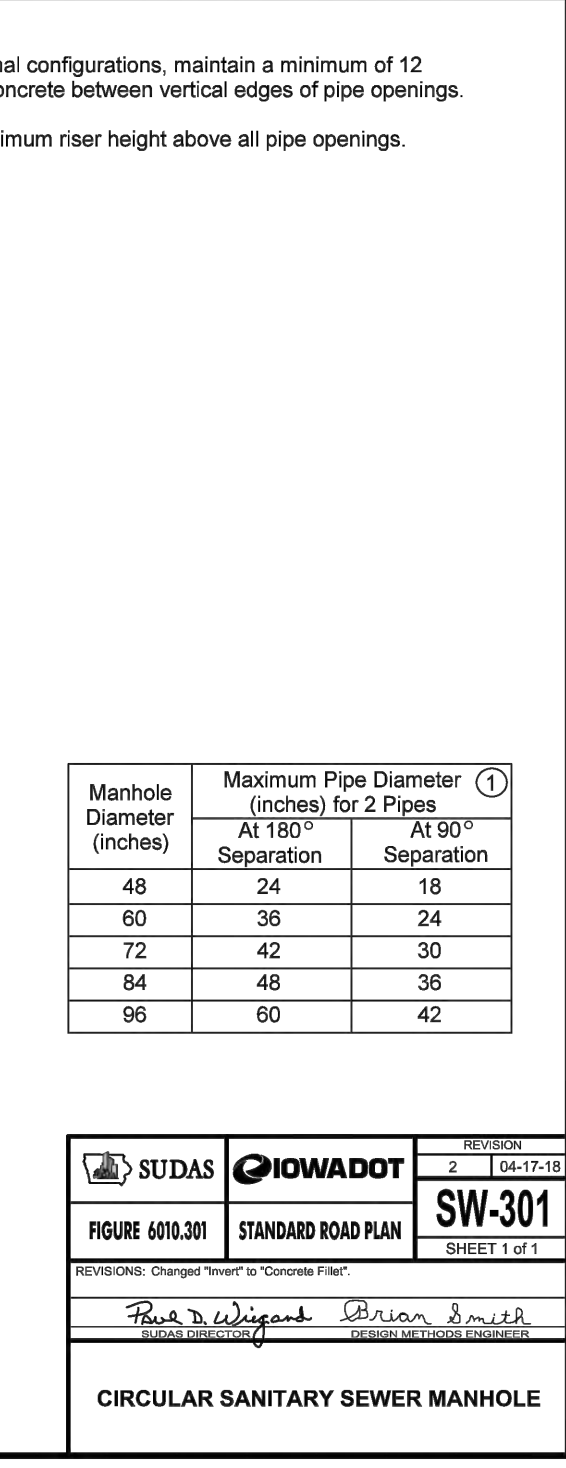 nal configurations, maintain a minimum of 12
oncrete between vertical edges of pipe openings.
imum riser height above all pipe openings.
Manhole Diameter (inches)
Maximum Pipe Diameter (inches) for 2 Pipes ①
At 180° Separation
At 90° Separation
48 24 18
60 36 24
72 42 30
84 48 36
96 60 42
SUDAS
IOWADOT
REVISION
2 04-17-18
FIGURE 6010.301
STANDARD ROAD PLAN
SW-301
SHEET 1 of 1
REVISIONS: Changed "Invert" to "Concrete Fillet".
Paul D. Wiegand Brian Smith
SUDAS DIRECTOR DESIGN METHODS ENGINEER
CIRCULAR SANITARY SEWER MANHOLE